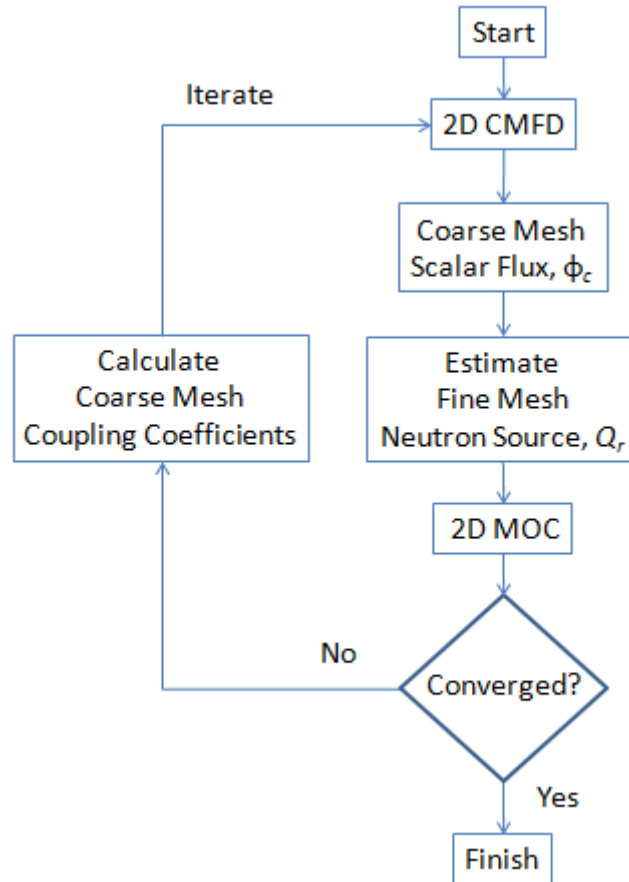 Start
Iterate
2D CMFD
Coarse Mesh
Scalar Flux, ϕc
Calculate
Coarse Mesh
Coupling Coefficients
Estimate
Fine Mesh
Neutron Source, Qr
2D MOC
No
Converged?
Yes
Finish